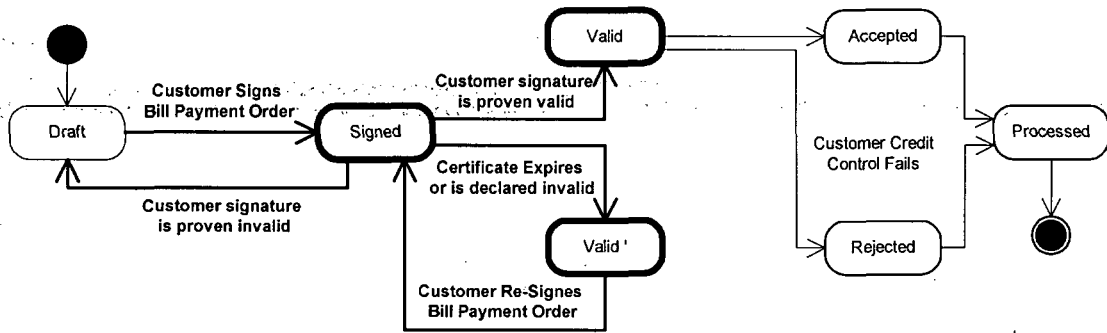 Valid
Accepted
Customer Signs
Bill Payment Order
Customer signature
is proven valid
Draft
Signed
Processed
Certificate Expires
or is declared invalid
Customer Credit
Control Fails
Customer signature
is proven invalid
Valid '
Rejected
Customer Re-Signes
Bill Payment Order